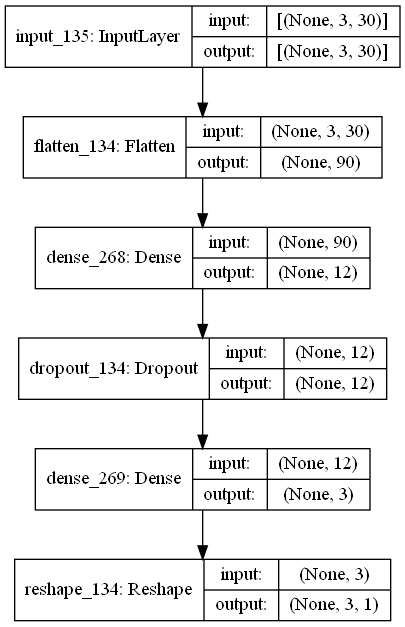 input_135: InputLayer
input: [(None, 3, 30)]
output: [(None, 3, 30)]
flatten_134: Flatten
input: (None, 3, 30)
output: (None, 90)
dense_268: Dense
input: (None, 90)
output: (None, 12)
dropout_134: Dropout
input: (None, 12)
output: (None, 12)
dense_269: Dense
input: (None, 12)
output: (None, 3)
reshape_134: Reshape
input: (None, 3)
output: (None, 3, 1)